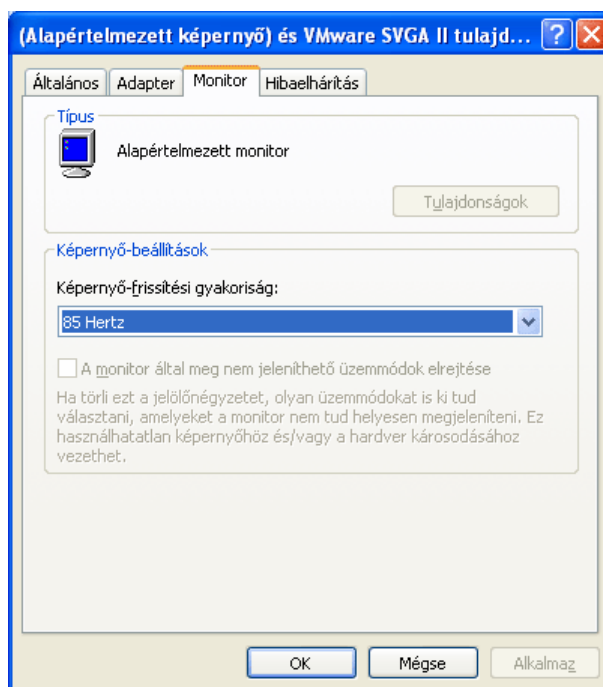 (Alapértelmezett képernyő) és VMware SVGA II tulajd...
Általános Adapter Monitor Hibaelhárítás
Típus
Alapértelmezett monitor
Tulajdonságok
Képernyő-beállítások
Képernyő-frissítési gyakoriság:
85 Hertz
A monitor által meg nem jeleníthető üzemmódok elrejtése
Ha törli ezt a jelölőnégyzetet, olyan üzemmódokat is ki tud
választani, amelyeket a monitor nem tud helyesen megjeleníteni. Ez
használhatatlan képernyőhöz és/vagy a hardver károsodásához
vezethet.
OK Mégse Alkalmaz